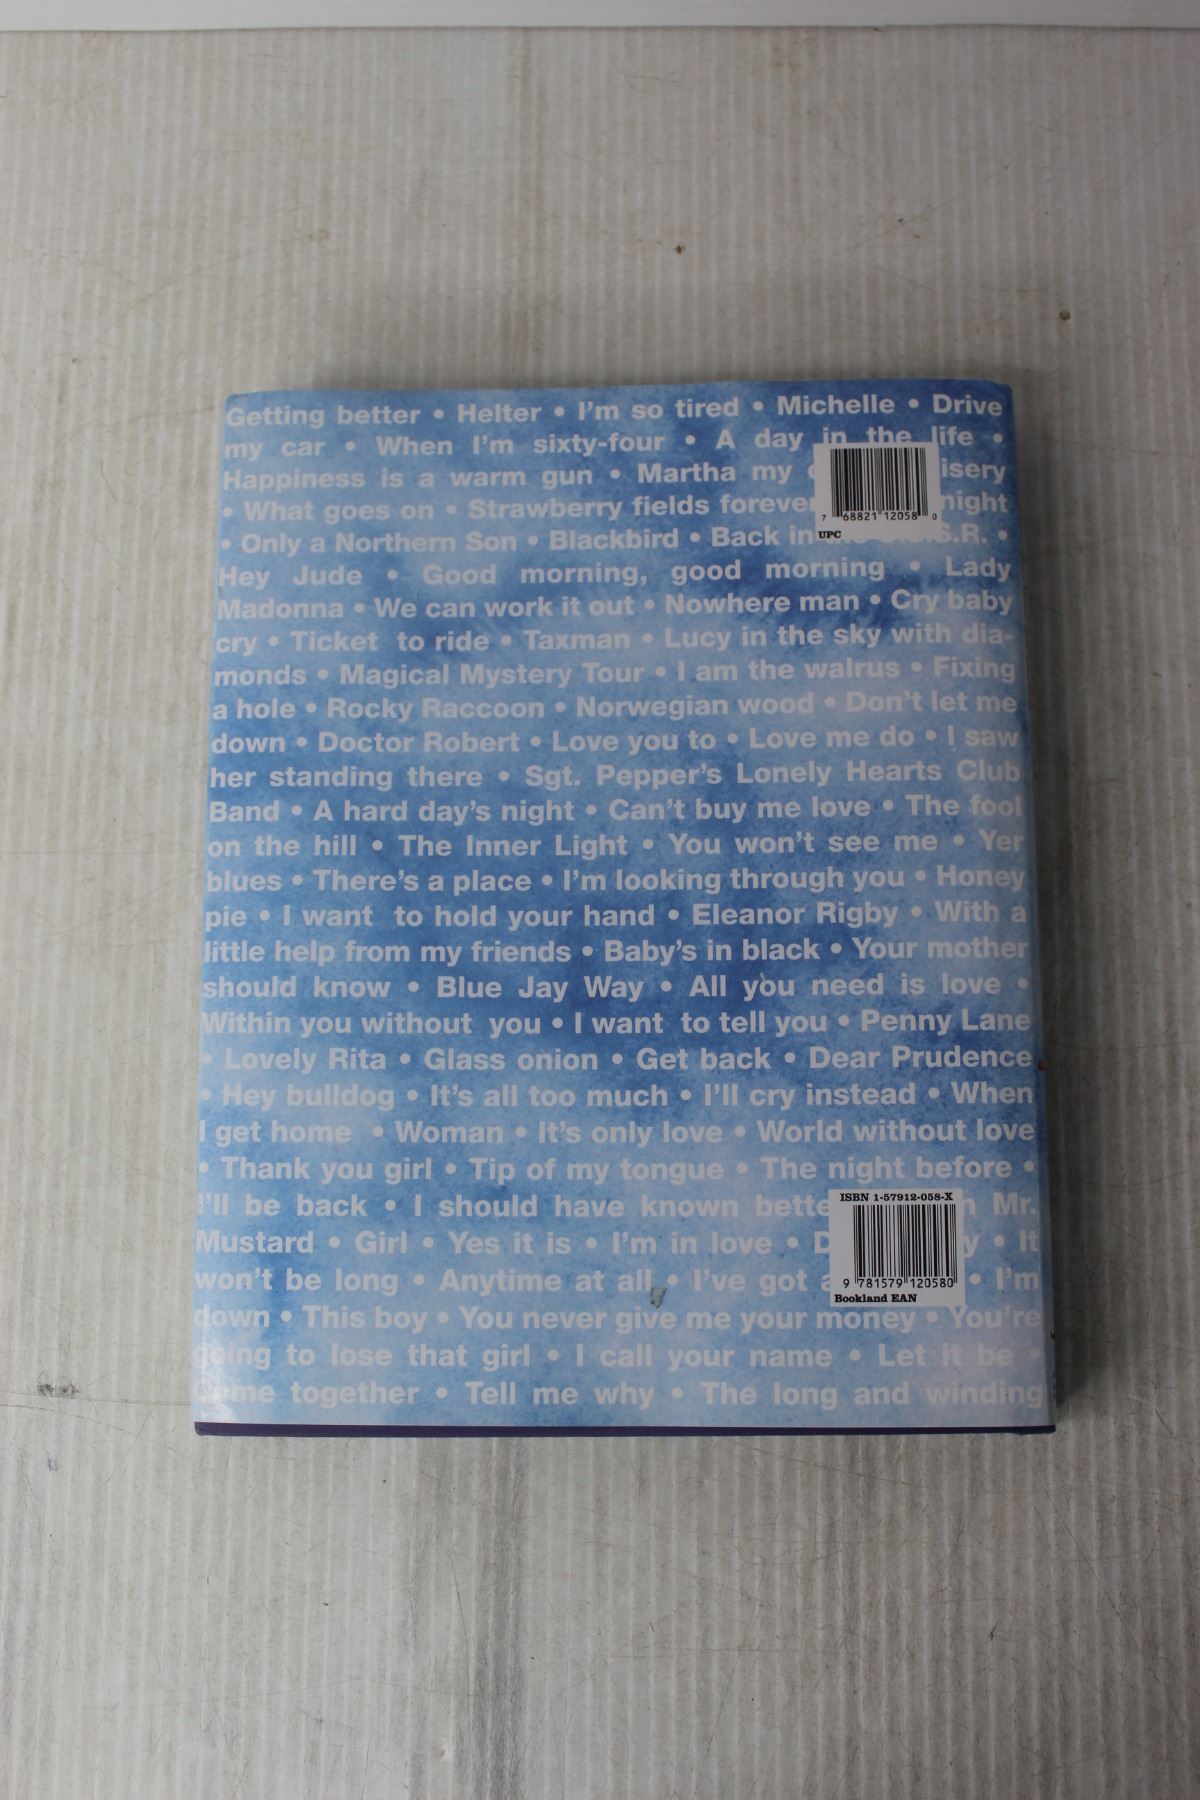 Getting better • Helter • I'm so tired • Michelle • Drive
my car • When I'm sixty-four • A day in the life •
Happiness is a warm gun • Martha my isery
• What goes on • Strawberry fields forever night
• Only a Northern Son • Blackbird • Back in S.R. •
7 68821 12058 0
UPC
Hey Jude • Good morning, good morning • Lady
Madonna • We can work it out • Nowhere man • Cry baby
cry • Ticket to ride • Taxman • Lucy in the sky with dia-
monds • Magical Mystery Tour • I am the walrus • Fixing
a hole • Rocky Raccoon • Norwegian wood • Don't let me
down • Doctor Robert • Love you to • Love me do • I saw
her standing there • Sgt. Pepper's Lonely Hearts Club
Band • A hard day's night • Can't buy me love • The fool
on the hill • The Inner Light • You won't see me • Yer
blues • There's a place • I'm looking through you • Honey
pie • I want to hold your hand • Eleanor Rigby • With a
little help from my friends • Baby's in black • Your mother
should know • Blue Jay Way • All you need is love •
Within you without you • I want to tell you • Penny Lane
• Lovely Rita • Glass onion • Get back • Dear Prudence
• Hey bulldog • It's all too much • I'll cry instead • When
I get home • Woman • It's only love • World without love
• Thank you girl • Tip of my tongue • The night before •
I'll be back • I should have known bette n Mr.
Mustard • Girl • Yes it is • I'm in love • D y • It
won't be long • Anytime at all • I've got a • I'm
ISBN 1-57912-058-X
9 781579 120580
Bookland EAN
down • This boy • You never give me your money • You're
going to lose that girl • I call your name • Let it be •
Come together • Tell me why • The long and winding